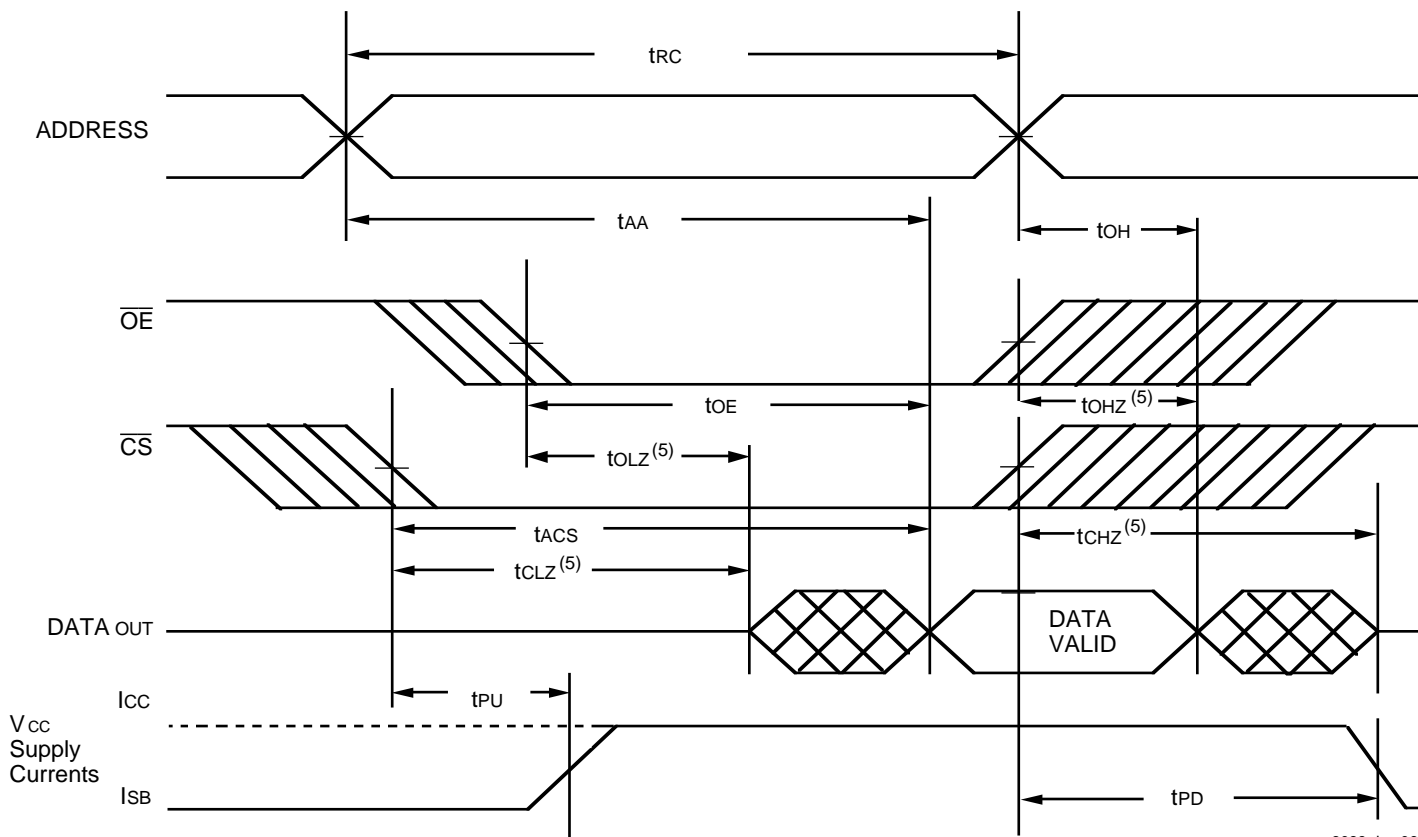 tRC
ADDRESS
tAA
tOH
OE
tOE
tOHZ (5)
CS
tOLZ (5)
tACS
tCHZ (5)
tCLZ (5)
DATA OUT
DATA
VALID
ICC
tPU
VCC
Supply
Currents
ISB
tPD